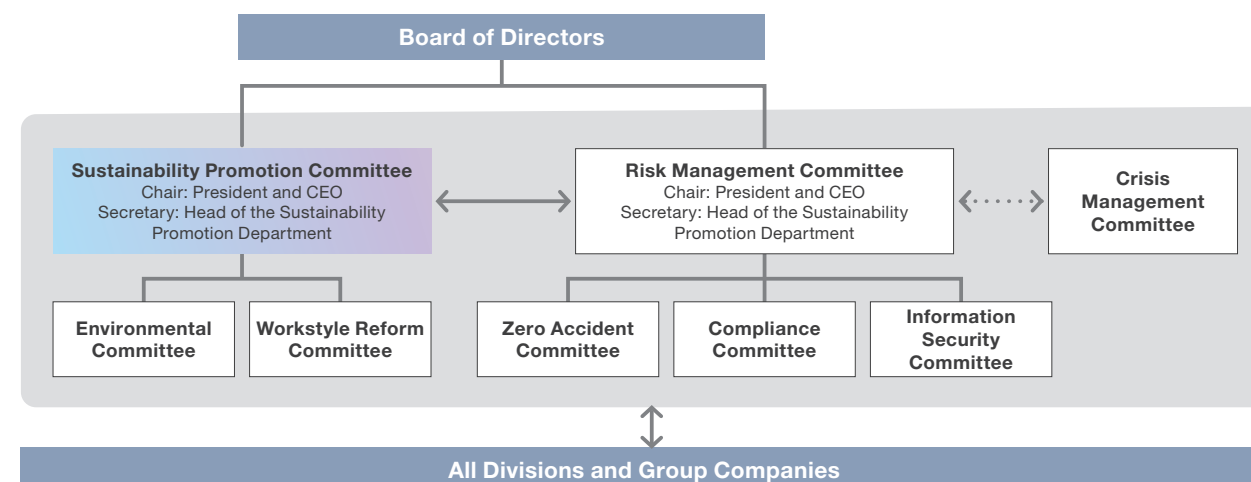 Board of Directors
Sustainability Promotion Committee
Chair: President and CEO
Secretary: Head of the Sustainability
Promotion Department
Risk Management Committee
Chair: President and CEO
Secretary: Head of the Sustainability
Promotion Department
Crisis
Management
Committee
Environmental
Committee
Workstyle Reform
Committee
Zero Accident
Committee
Compliance
Committee
Information
Security
Committee
All Divisions and Group Companies